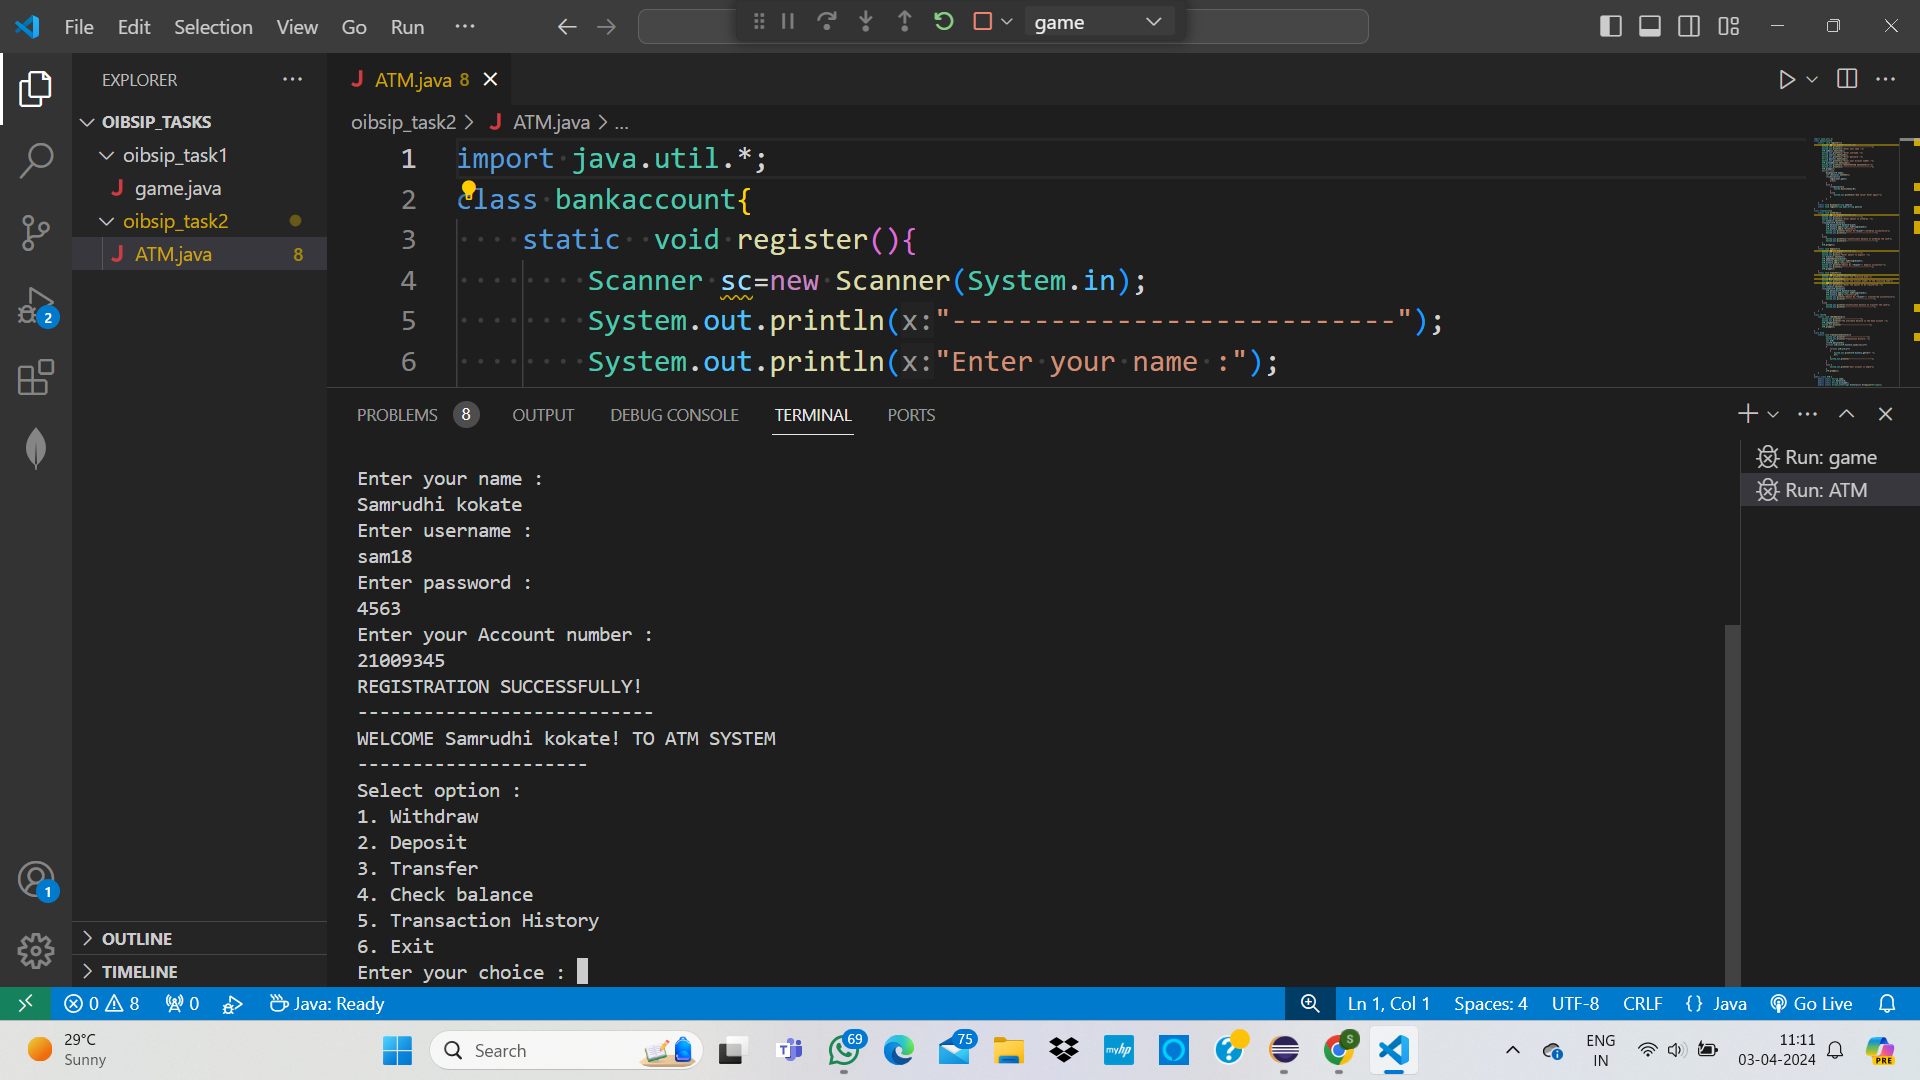 File Edit Selection View Go Run ...
game
EXPLORER
OIBSIP_TASKS
oibsip_task1
J game.java
oibsip_task2
J ATM.java 8
J ATM.java 8
oibsip_task2 > J ATM.java > ...
1 import java.util.*;
2 class bankaccount{
3 static void register(){
4 Scanner sc=new Scanner(System.in);
5 System.out.println(x:"---------------------------");
6 System.out.println(x:"Enter your name :");
2
1
OUTLINE
TIMELINE
PROBLEMS 8 OUTPUT DEBUG CONSOLE TERMINAL PORTS
Run: game
Run: ATM
Enter your name :
Samrudhi kokate
Enter username :
sam18
Enter password :
4563
Enter your Account number :
21009345
REGISTRATION SUCCESSFULLY!
---------------------------
WELCOME Samrudhi kokate! TO ATM SYSTEM
---------------------
Select option :
1. Withdraw
2. Deposit
3. Transfer
4. Check balance
5. Transaction History
6. Exit
Enter your choice :
0 8 0 Java: Ready Ln 1, Col 1 Spaces: 4 UTF-8 CRLF {} Java Go Live
29°C
Sunny
Search
69
75
myhp
S
ENG
IN
11:11
03-04-2024
PRE